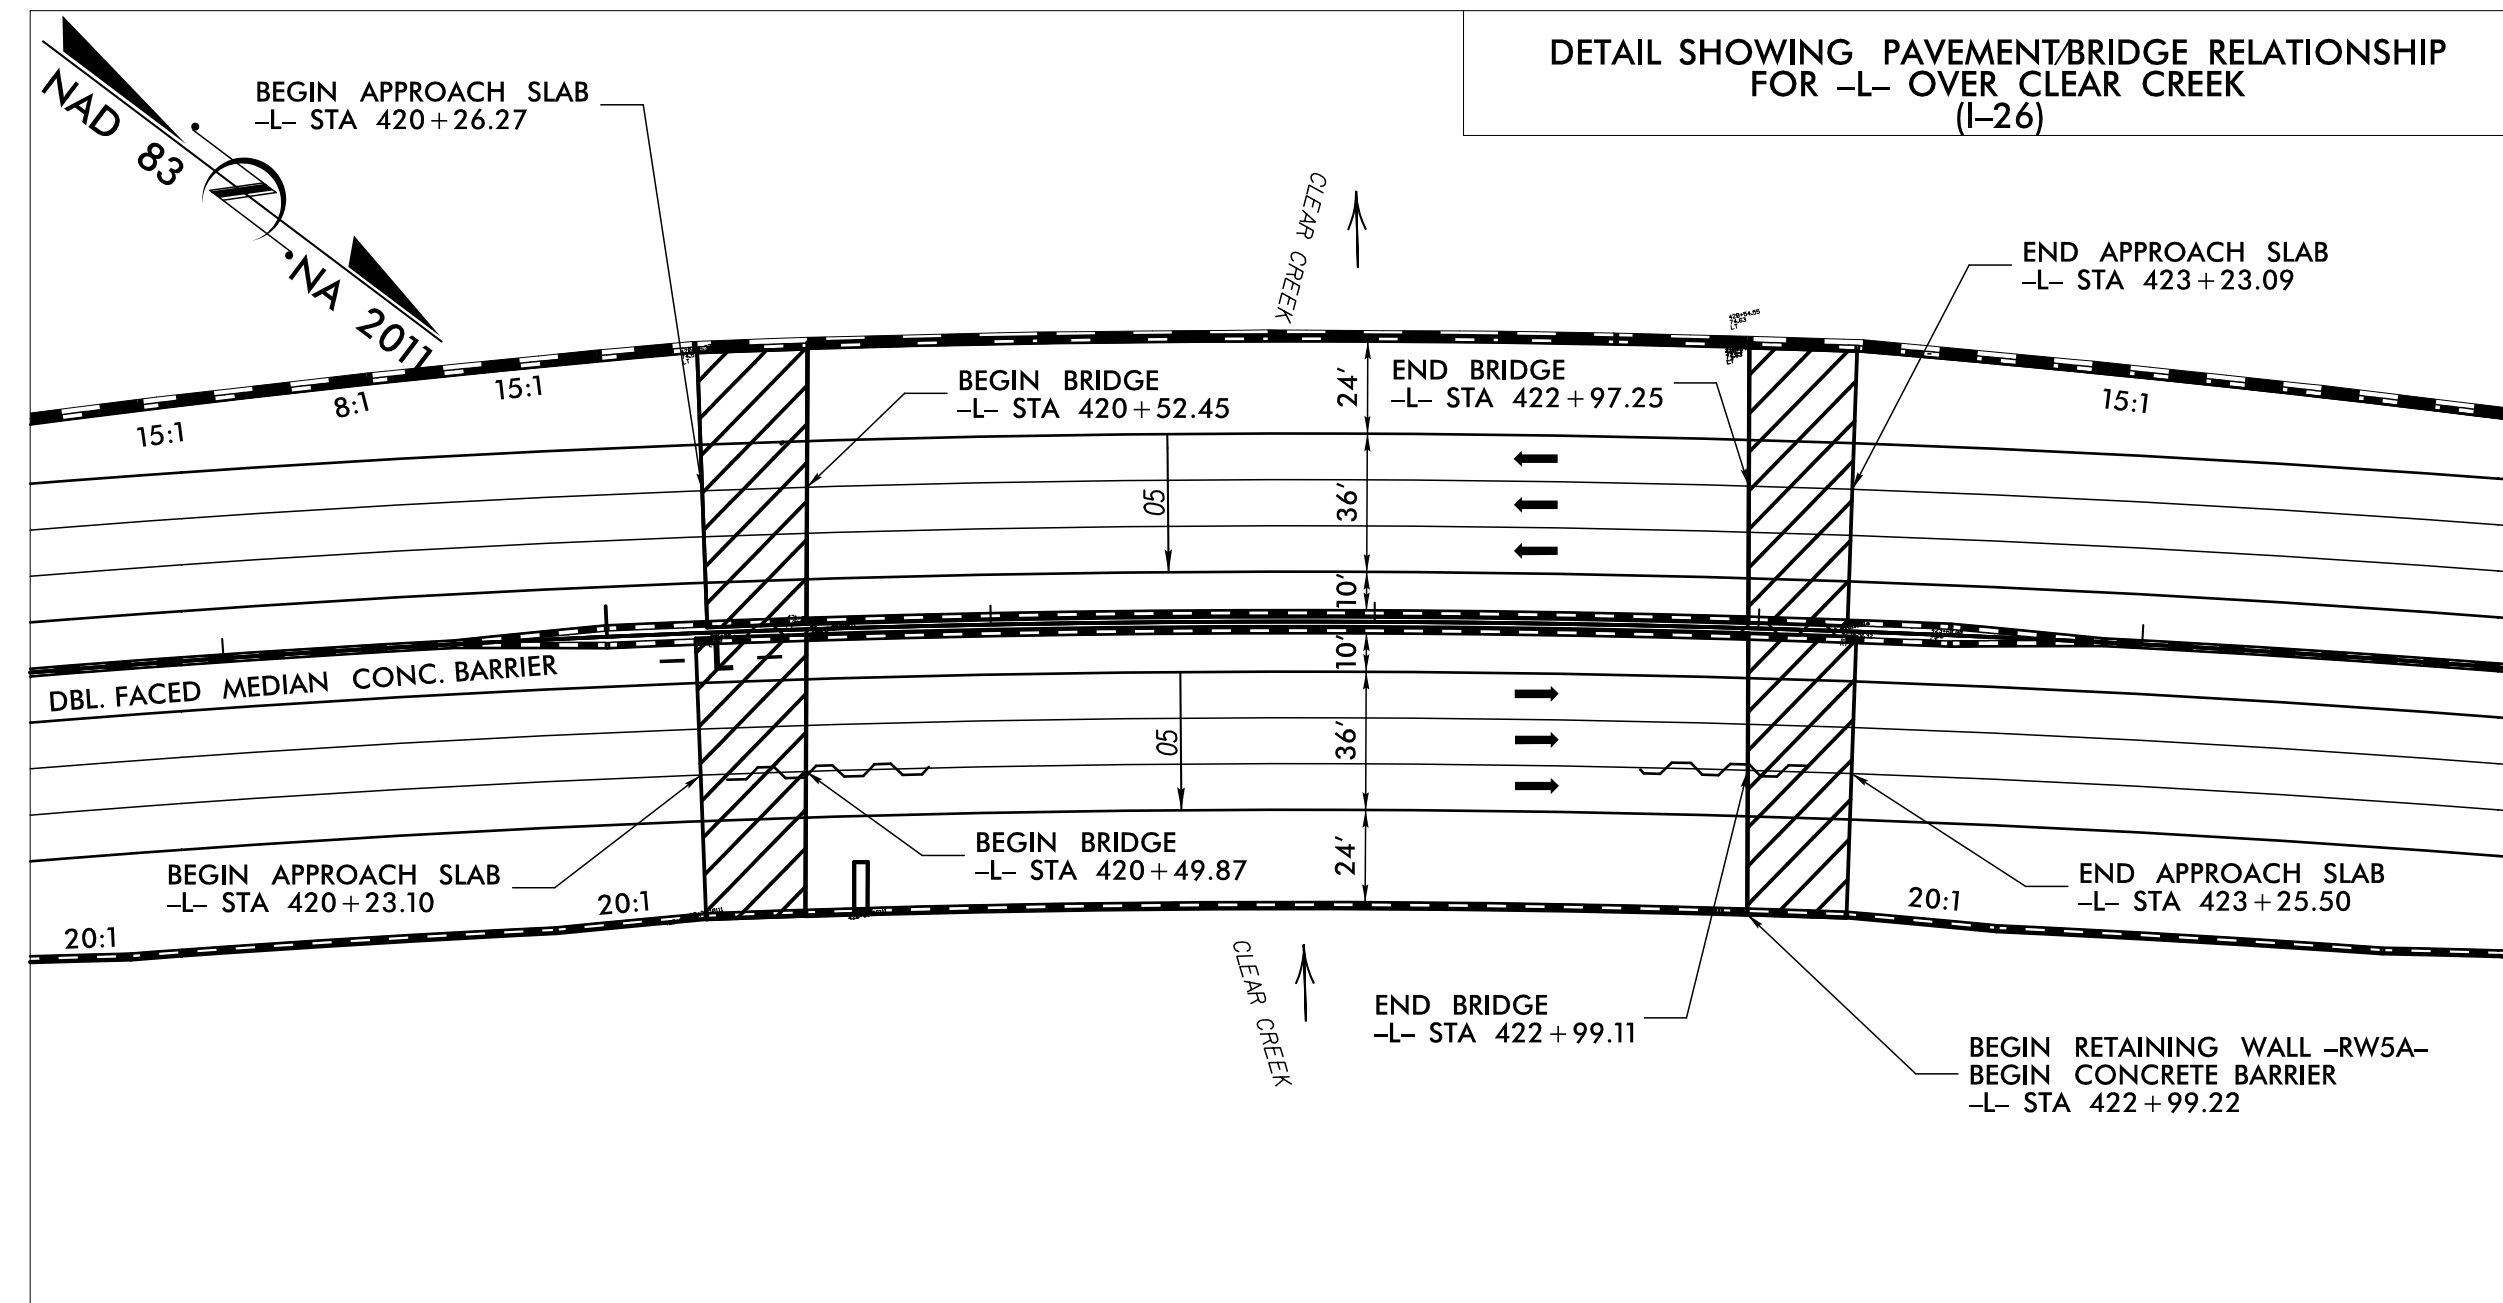 DETAIL SHOWING PAVEMENT/BRIDGE RELATIONSHIP
FOR -L- OVER CLEAR CREEK
(I-26)
NAD 83
NA 2011
BEGIN APPROACH SLAB
-L- STA 420+26.27
CLEAR CREEK
END APPROACH SLAB
-L- STA 423+23.09
BEGIN BRIDGE
-L- STA 420+52.45
END BRIDGE
-L- STA 422+97.25
15:1
8:1
15:1
15:1
24'
36'
10'
05
10'
36'
24'
05
DBL. FACED MEDIAN CONC. BARRIER
L
BEGIN APPROACH SLAB
-L- STA 420+23.10
BEGIN BRIDGE
-L- STA 420+49.87
END APPROACH SLAB
-L- STA 423+25.50
20:1
20:1
20:1
CLEAR CREEK
END BRIDGE
-L- STA 422+99.11
BEGIN RETAINING WALL -RW5A-
BEGIN CONCRETE BARRIER
-L- STA 422+99.22